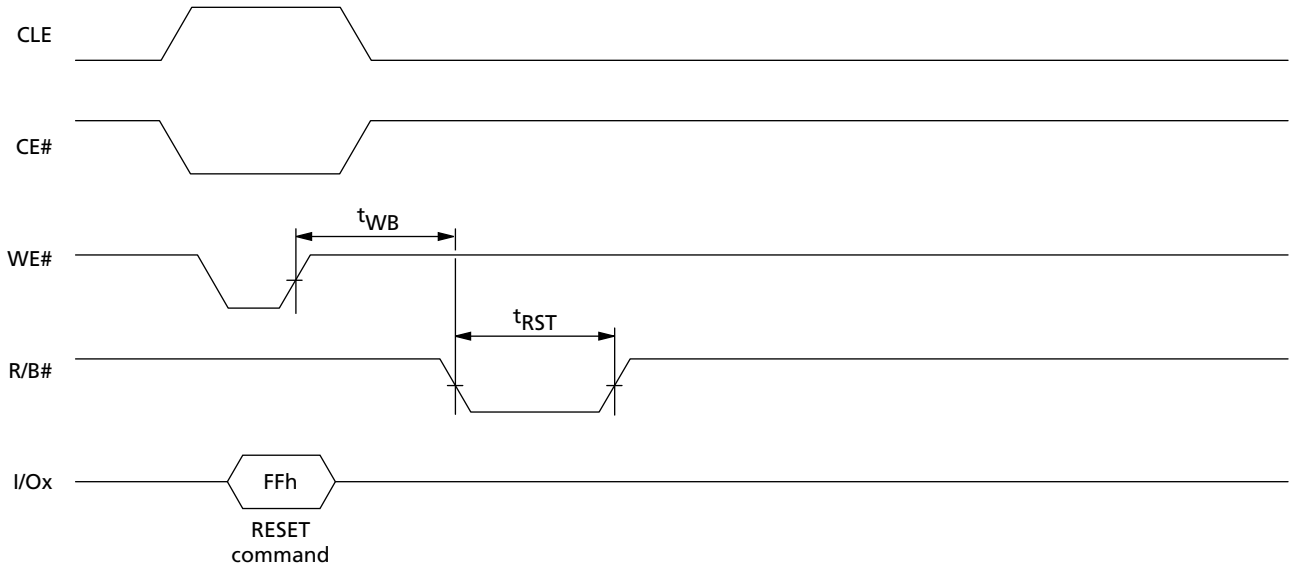 CLE
CE#
tWB
WE#
tRST
R/B#
I/Ox
FFh
RESET
command